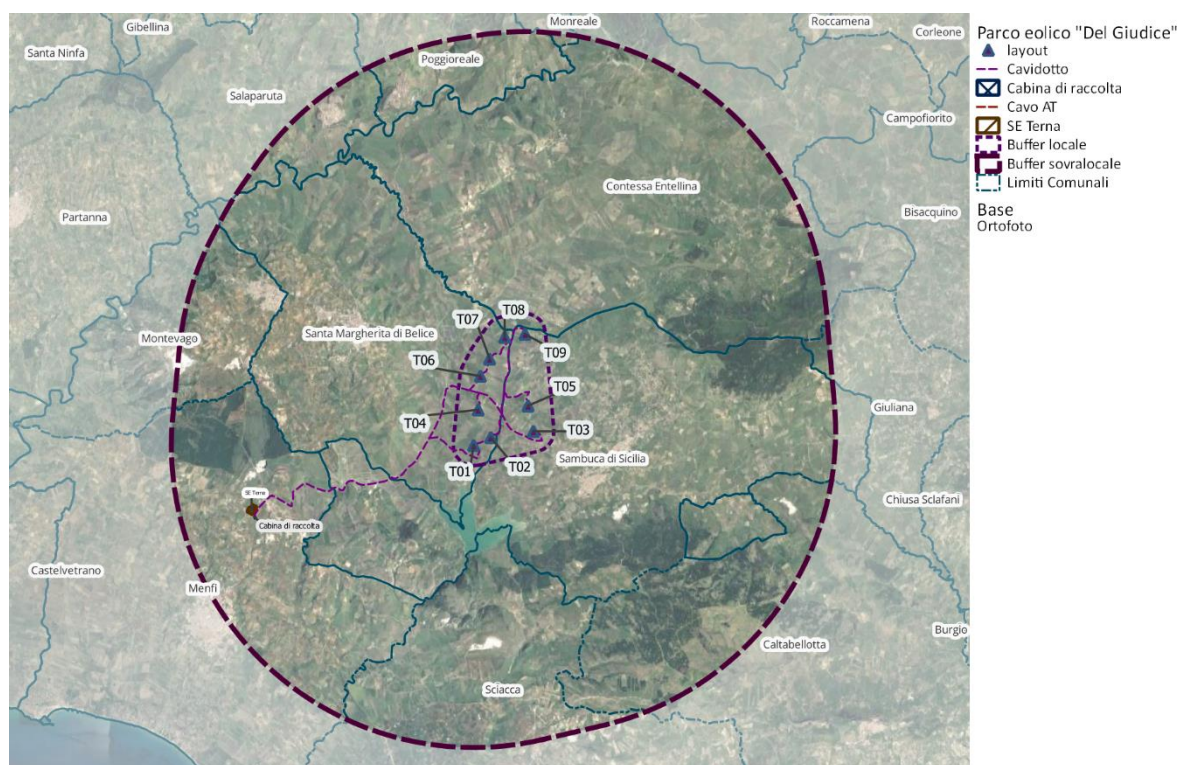 Gibellina
Monreale
Roccamena
Corleone
Santa Ninfa
Poggioreale
Salaparuta
Campofiorito
Contessa Entellina
Partanna
Bisacquino
T08
T07
Montevago
Santa Margherita di Belice
T09
T06
T05
Giuliana
T04
T03
T01
T02
Sambuca di Sicilia
SE Terna
Chiusa Sclafani
Cabina di raccolta
Castelvetrano
Menfi
Burgio
Caltabellotta
Sciacca
Parco eolico "Del Giudice"
layout
Cavidotto
Cabina di raccolta
Cavo AT
SE Terna
Buffer locale
Buffer sovralocale
Limiti Comunali
Base
Ortofoto